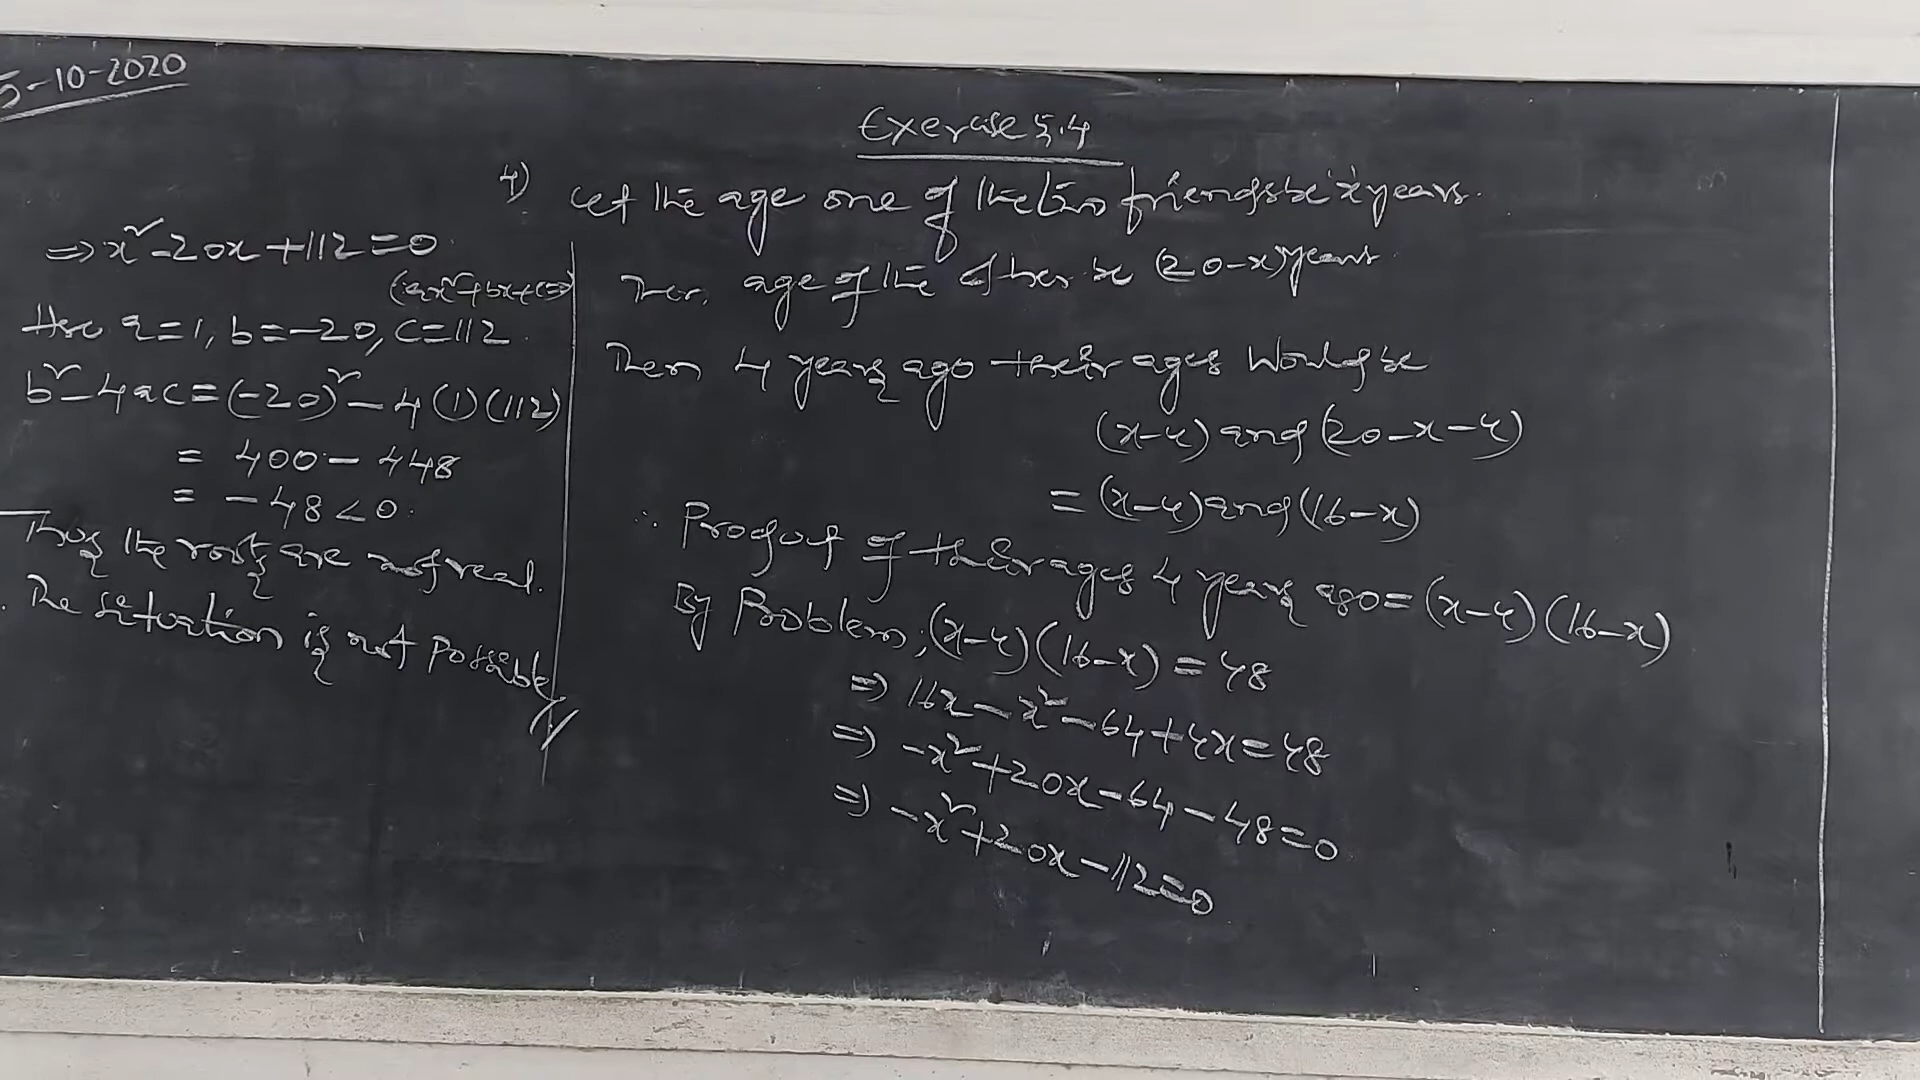 5-10-2020
Exercise 5.4
4) Let the age one of the two friends be 'x' years.
Then age of the other be (20-x) years
Then 4 years ago their ages would be
(x-4) and (20-x-4)
= (x-4) and (16-x)
∴ Product of their ages 4 years ago = (x-4)(16-x)
By Problem, (x-4)(16-x) = 48
⇒ 16x - x² - 64 + 4x = 48
⇒ -x² + 20x - 64 - 48 = 0
⇒ -x² + 20x - 112 = 0
⇒ x² - 20x + 112 = 0
(ax²+bx+c=0)
Here a=1, b=-20, c=112
b² - 4ac = (-20)² - 4(1)(112)
= 400 - 448
= -48 < 0.
Thus the roots are not real.
. The situation is not possible //